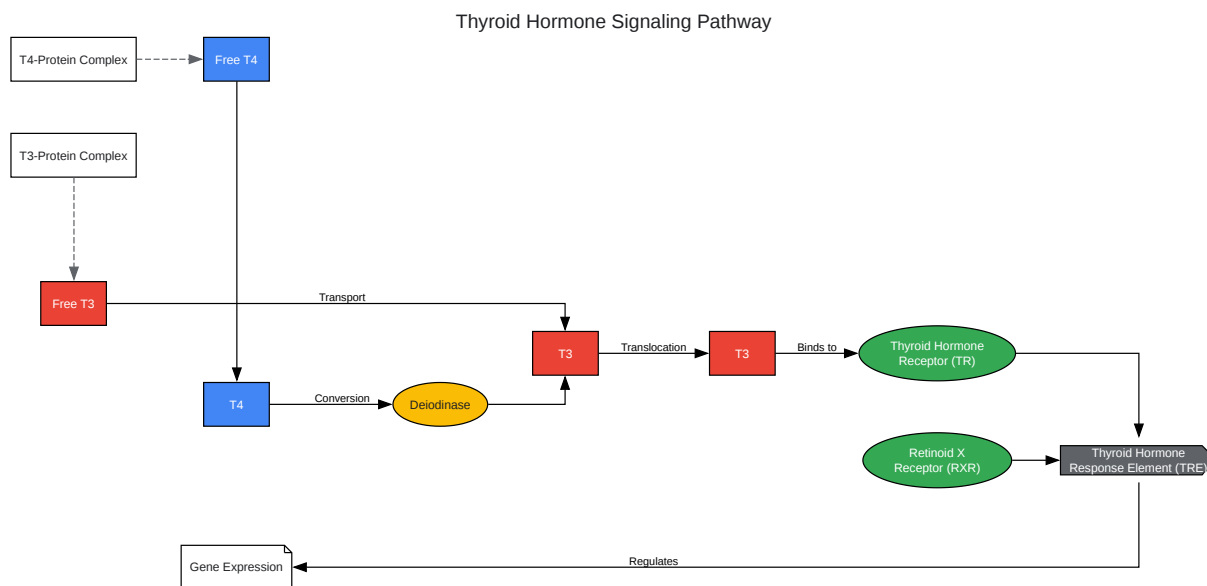 Thyroid Hormone Signaling Pathway
T4-Protein Complex
Free T4
T3-Protein Complex
Free T3
Transport
T3
Translocation
T3
Binds to
Thyroid Hormone
Receptor (TR)
T4
Conversion
Deiodinase
Retinoid X
Receptor (RXR)
Thyroid Hormone
Response Element (TRE)
Gene Expression
Regulates